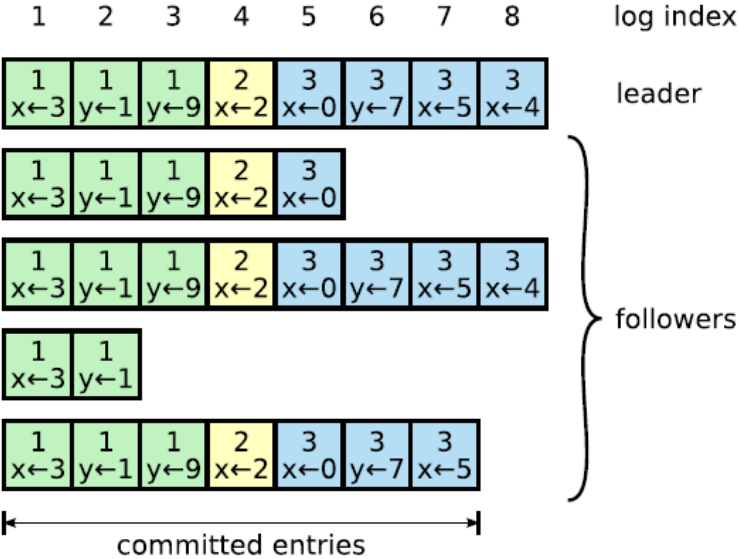 1 2 3 4 5 6 7 8 log index
1 1 1 2 3 3 3 3
x←3 y←1 y←9 x←2 x←0 y←7 x←5 x←4
leader
1 1 1 2 3
x←3 y←1 y←9 x←2 x←0
1 1 1 2 3 3 3 3
x←3 y←1 y←9 x←2 x←0 y←7 x←5 x←4
followers
1 1
x←3 y←1
1 1 1 2 3 3 3
x←3 y←1 y←9 x←2 x←0 y←7 x←5
committed entries